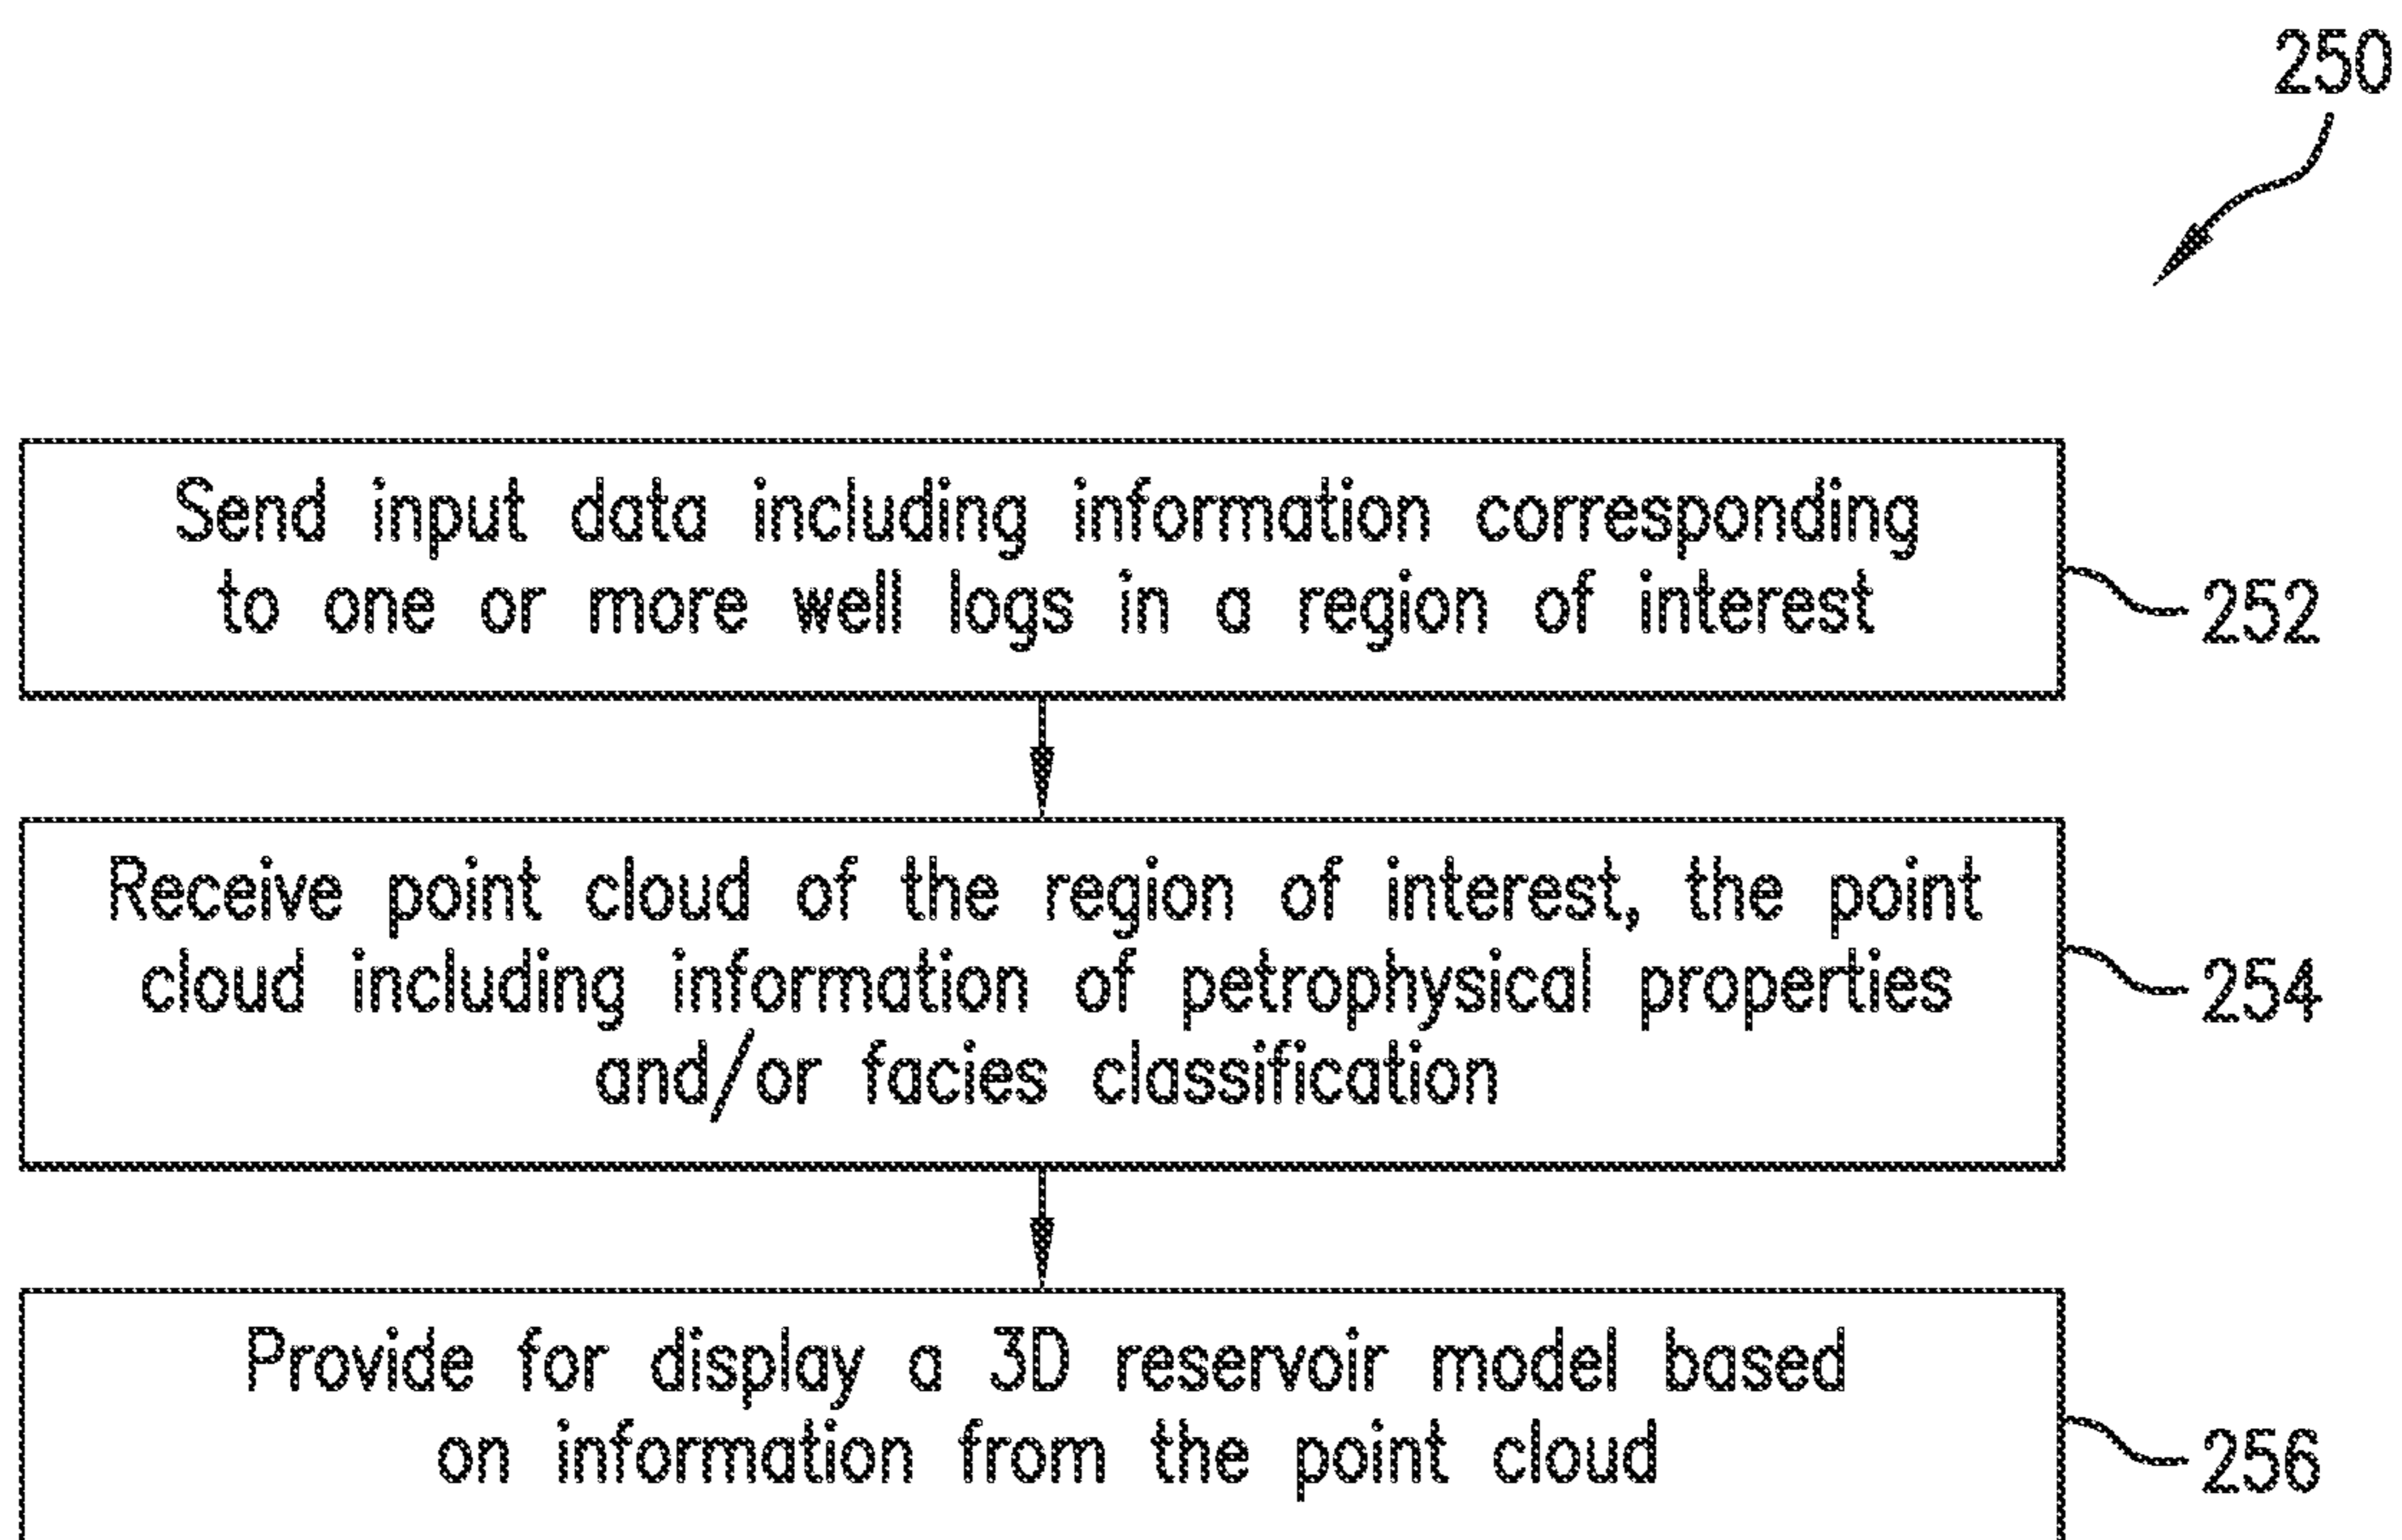 250
Send input data including information corresponding
to one or more well logs in a region of interest
252
Receive point cloud of the region of interest, the point
cloud including information of petrophysical properties
and/or facies classification
254
Provide for display a 3D reservoir model based
on information from the point cloud
256